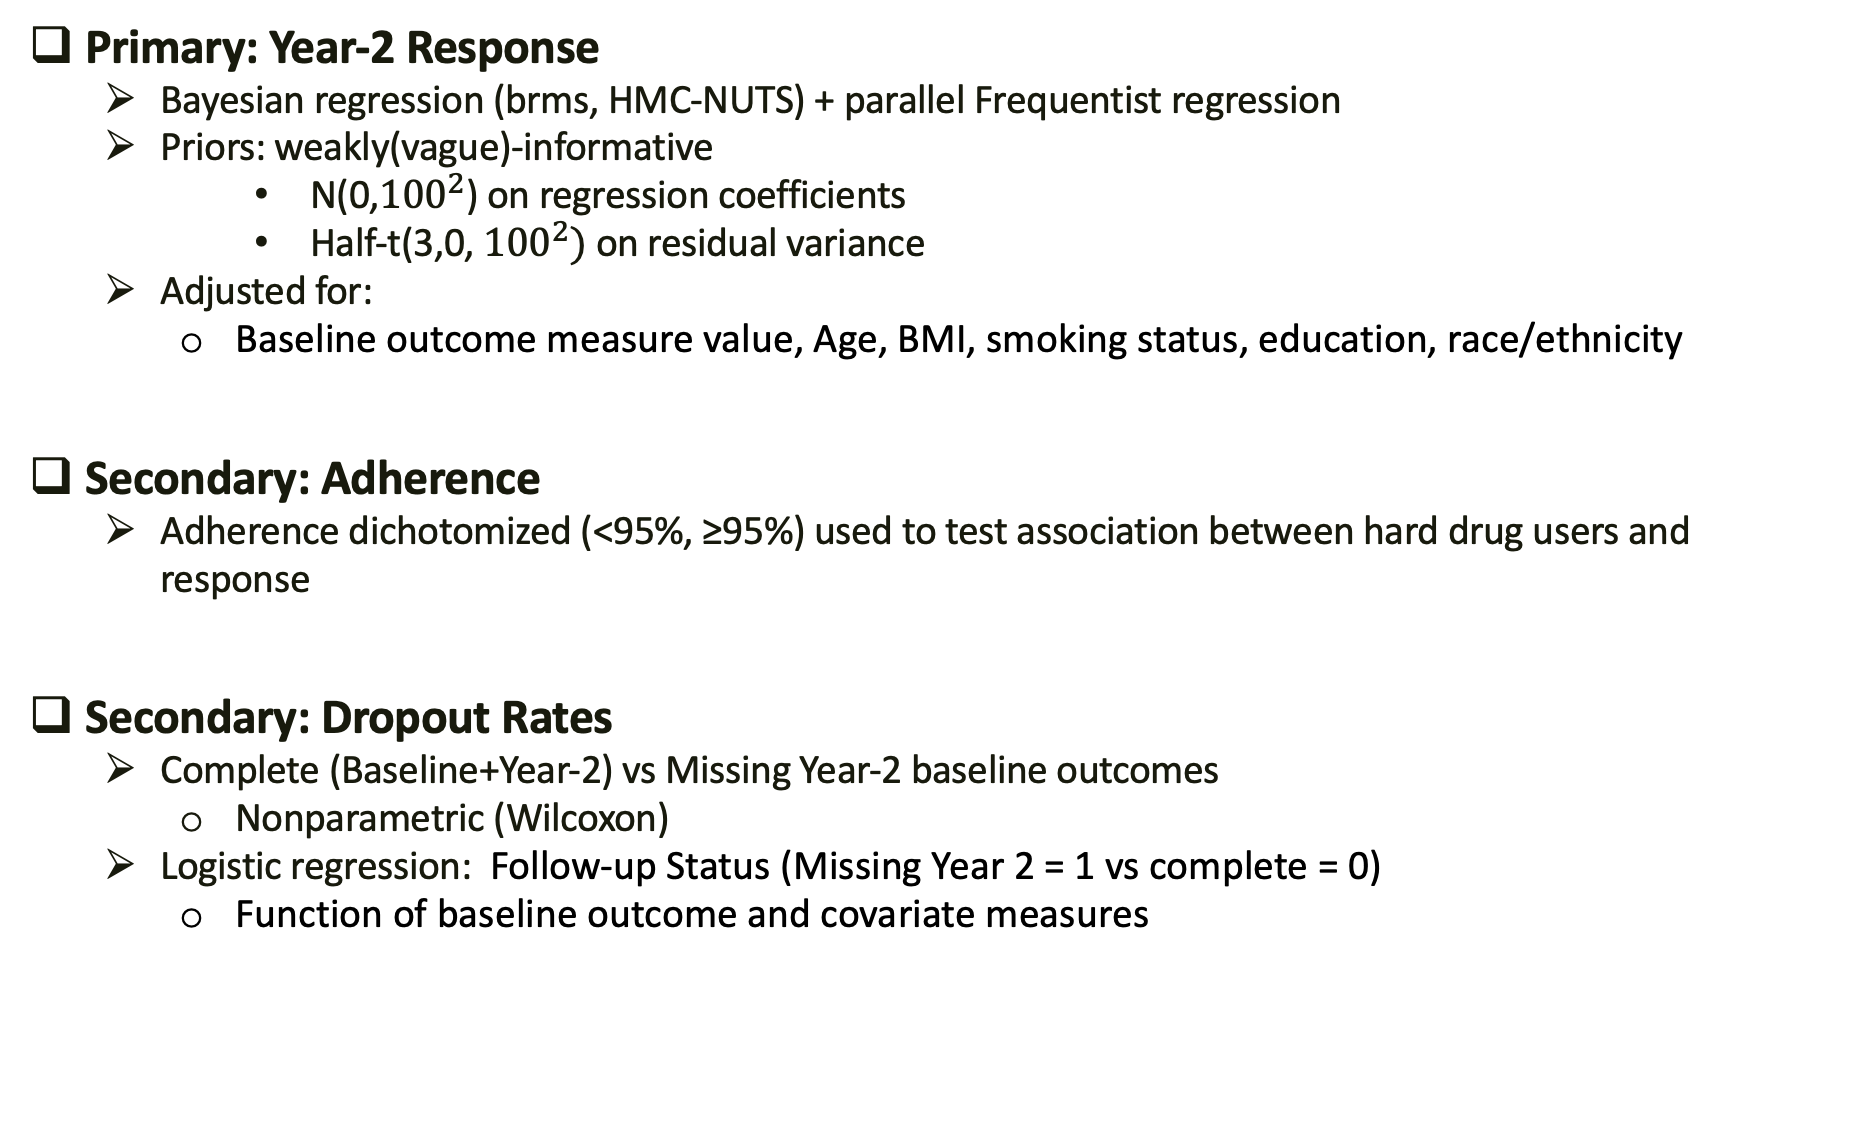 ❑ Primary: Year-2 Response
➢ Bayesian regression (brms, HMC-NUTS) + parallel Frequentist regression
➢ Priors: weakly(vague)-informative
• N(0,100²) on regression coefficients
• Half-t(3,0, 100²) on residual variance
➢ Adjusted for:
o Baseline outcome measure value, Age, BMI, smoking status, education, race/ethnicity
❑ Secondary: Adherence
➢ Adherence dichotomized (<95%, ≥95%) used to test association between hard drug users and
response
❑ Secondary: Dropout Rates
➢ Complete (Baseline+Year-2) vs Missing Year-2 baseline outcomes
o Nonparametric (Wilcoxon)
➢ Logistic regression: Follow-up Status (Missing Year 2 = 1 vs complete = 0)
o Function of baseline outcome and covariate measures